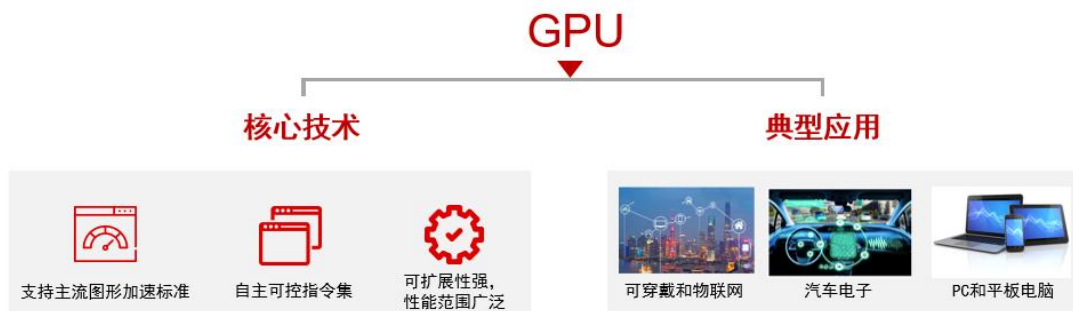 GPU
核心技术
典型应用
支持主流图形加速标准
自主可控指令集
可扩展性强，
性能范围广泛
可穿戴和物联网
汽车电子
PC和平板电脑